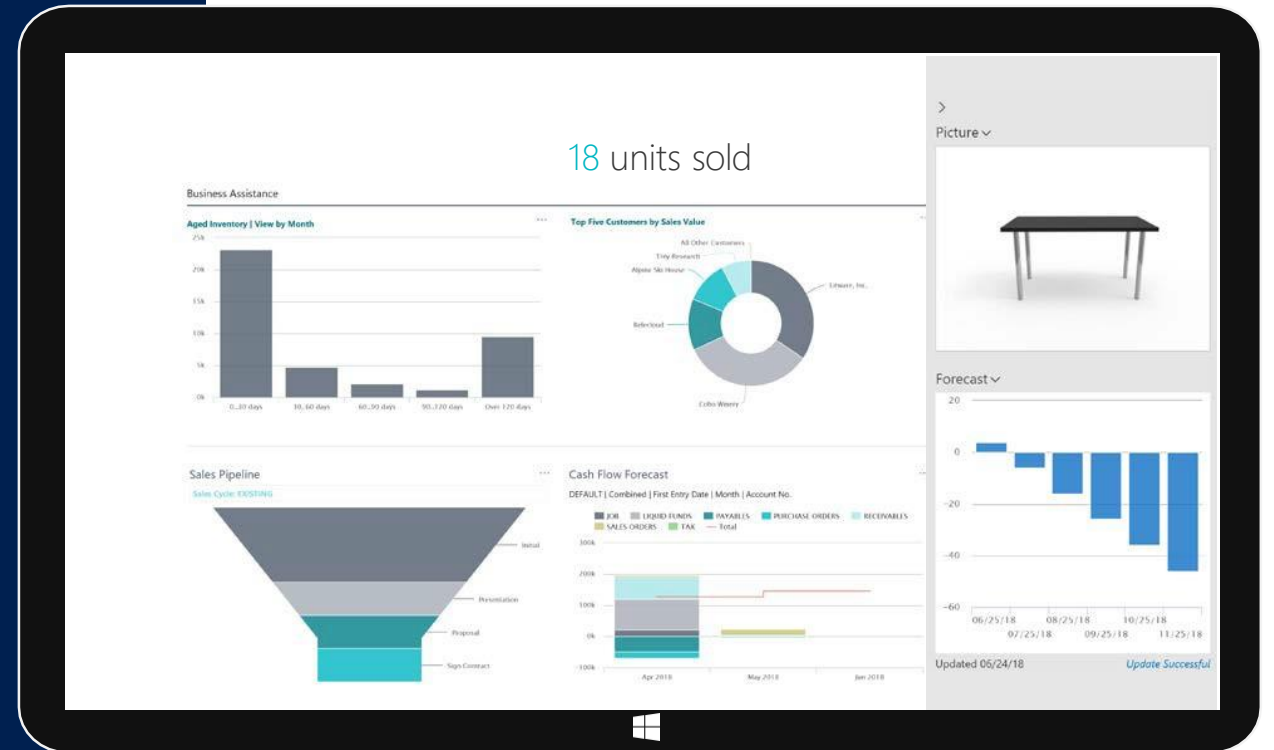 18 units sold
Business Assistance
Aged Inventory | View by Month
25k
20k
15k
10k
5k
0k
0..30 days 30..60 days 60..90 days 90..120 days Over 120 days
Top Five Customers by Sales Value
All Other Customers
Trey Research
Alpine Ski House
Litware, Inc.
Relecloud
Coho Winery
Sales Pipeline
Sales Cycle: EXISTING
Initial
Presentation
Proposal
Sign Contract
Cash Flow Forecast
DEFAULT | Combined | First Entry Date | Month | Account No.
JOB LIQUID FUNDS PAYABLES PURCHASE ORDERS RECEIVABLES
SALES ORDERS TAX Total
300k
200k
100k
0k
-100k
Apr 2018 May 2018 Jun 2018
Picture
Forecast
20
0
-20
-40
-60
06/25/18 08/25/18 10/25/18
07/25/18 09/25/18 11/25/18
Updated 06/24/18 Update Successful